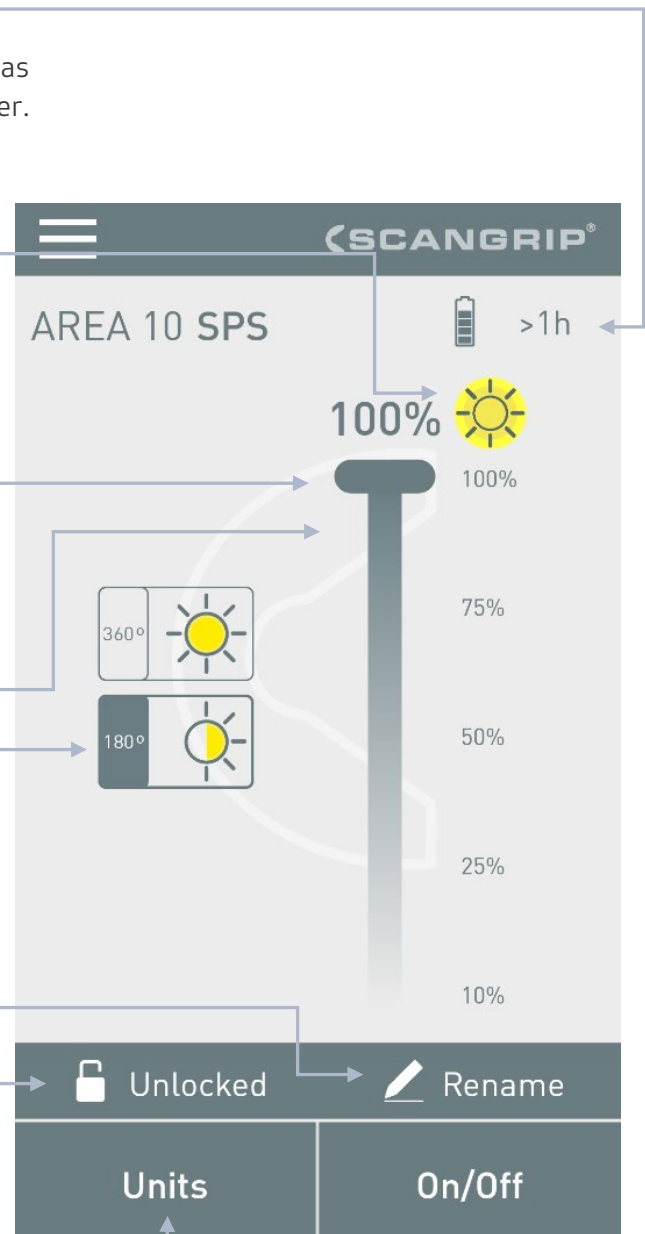 as
er.
SCANGRIP®
AREA 10 SPS
>1h
100%
100%
360°
75%
180°
50%
25%
10%
Unlocked
Rename
Units
On/Off